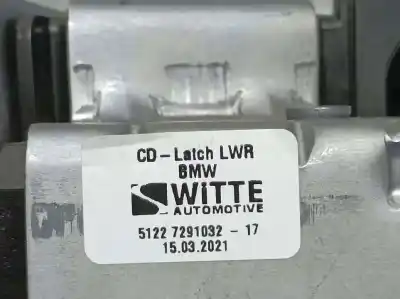 CD-Latch LWR
BMW
WiTTE
AUTOMOTIVE
5122 7291032 - 17
15.03.2021